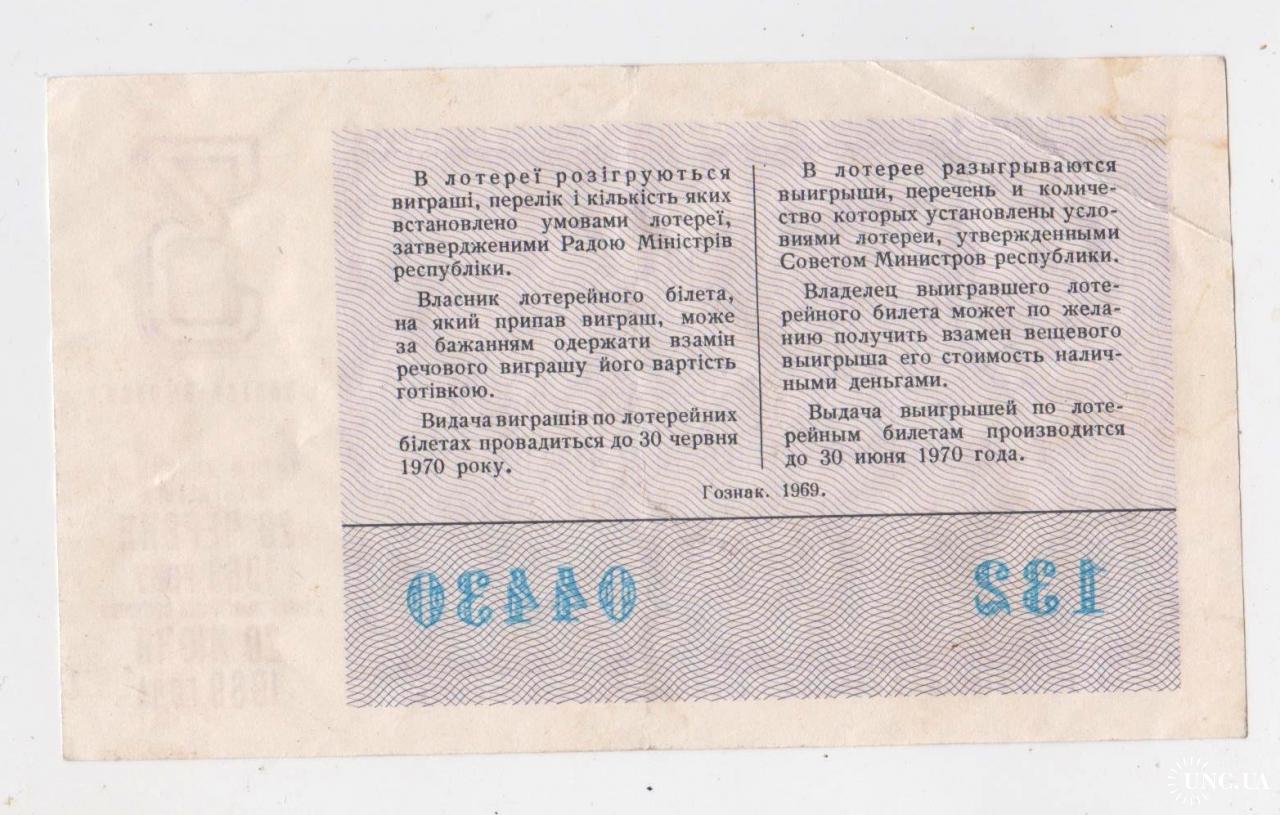 В лотереї розігруються
виграші, перелік і кількість яких
встановлено умовами лотереї,
затвердженими Радою Міністрів
республіки.
Власник лотерейного білета,
на який припав виграш, може
за бажанням одержати взамін
речового виграшу його вартість
готівкою.
Видача виграшів по лотерейних
білетах провадиться до 30 червня
1970 року.
В лотерее разыгрываются
выигрыши, перечень и количе-
ство которых установлены усло-
виями лотереи, утвержденными
Советом Министров республики.
Владелец выигравшего лоте-
рейного билета может по жела-
нию получить взамен вещевого
выигрыша его стоимость налич-
ными деньгами.
Выдача выигрышей по лоте-
рейным билетам производится
до 30 июня 1970 года.
Гознак. 1969.
04430 132
UNC.UA